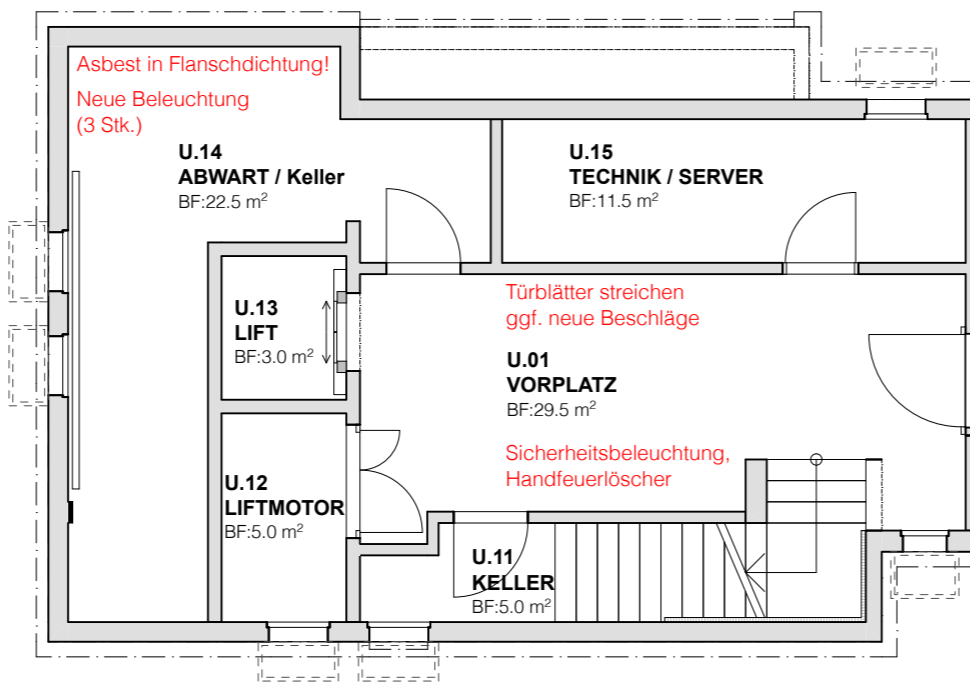 Asbest in Flanschdichtung!
Neue Beleuchtung
(3 Stk.)
U.14
ABWART / Keller
BF:22.5 m²
U.15
TECHNIK / SERVER
BF:11.5 m²
U.13
LIFT
BF:3.0 m²
Türblätter streichen
ggf. neue Beschläge
U.01
VORPLATZ
BF:29.5 m²
Sicherheitsbeleuchtung,
Handfeuerlöscher
U.12
LIFTMOTOR
BF:5.0 m²
U.11
KELLER
BF:5.0 m²